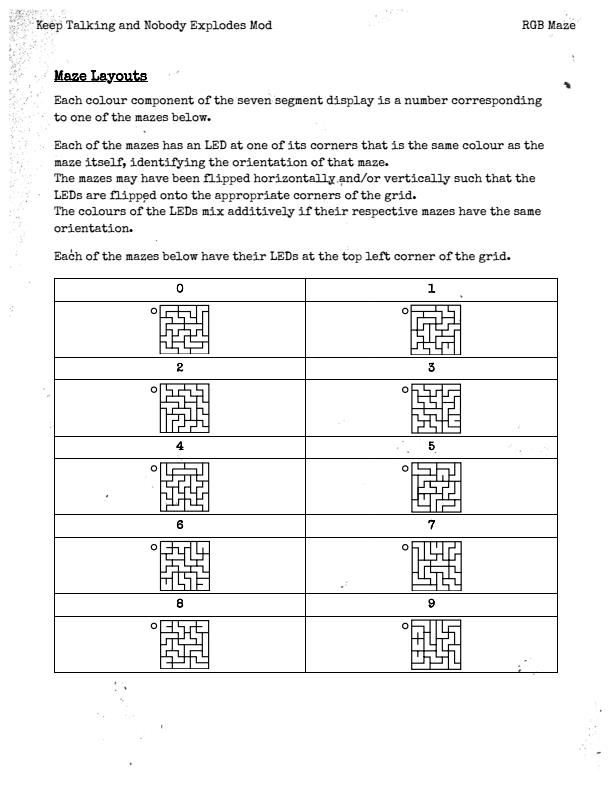 Keep Talking and Nobody Explodes Mod
RGB Maze
Maze Layouts
Each colour component of the seven segment display is a number corresponding
to one of the mazes below.
Each of the mazes has an LED at one of its corners that is the same colour as the
maze itself, identifying the orientation of that maze.
The mazes may have been flipped horizontally and/or vertically such that the
LEDs are flipped onto the appropriate corners of the grid.
The colours of the LEDs mix additively if their respective mazes have the same
orientation.
Each of the mazes below have their LEDs at the top left corner of the grid.
0
1
2
3
4
5
6
7
8
9